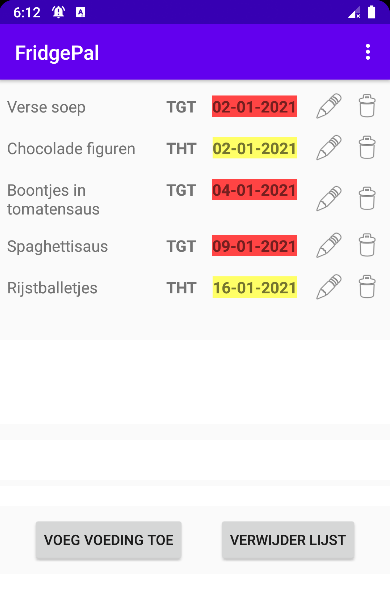 6:12 A
FridgePal
Verse soep TGT 02-01-2021
Chocolade figuren THT 02-01-2021
Boontjes in TGT 04-01-2021
tomatensaus
Spaghettisaus TGT 09-01-2021
Rijstballetjes THT 16-01-2021
VOEG VOEDING TOE VERWIJDER LIJST